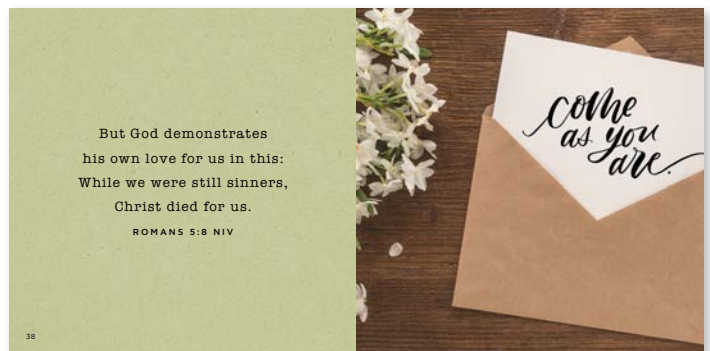 But God demonstrates
his own love for us in this:
While we were still sinners,
Christ died for us.
ROMANS 5:8 NIV
38
come
as you
are.